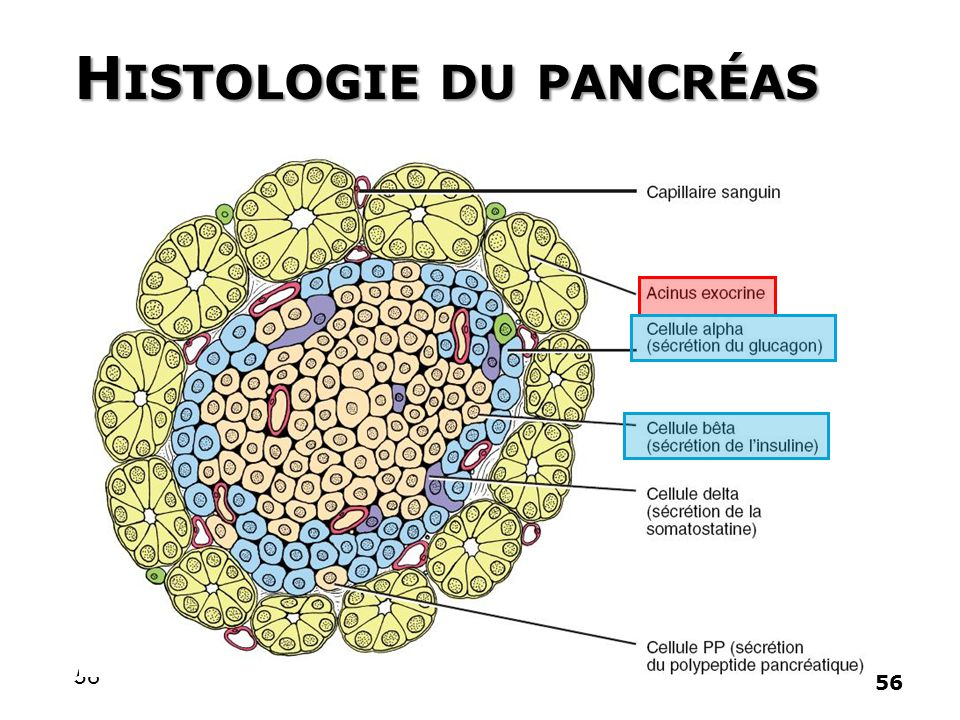 HISTOLOGIE DU PANCRÉAS
Capillaire sanguin
Acinus exocrine
Cellule alpha
(sécrétion du glucagon)
Cellule bêta
(sécrétion de l'insuline)
Cellule delta
(sécrétion de la
somatostatine)
Cellule PP (sécrétion
du polypeptide pancréatique)
56